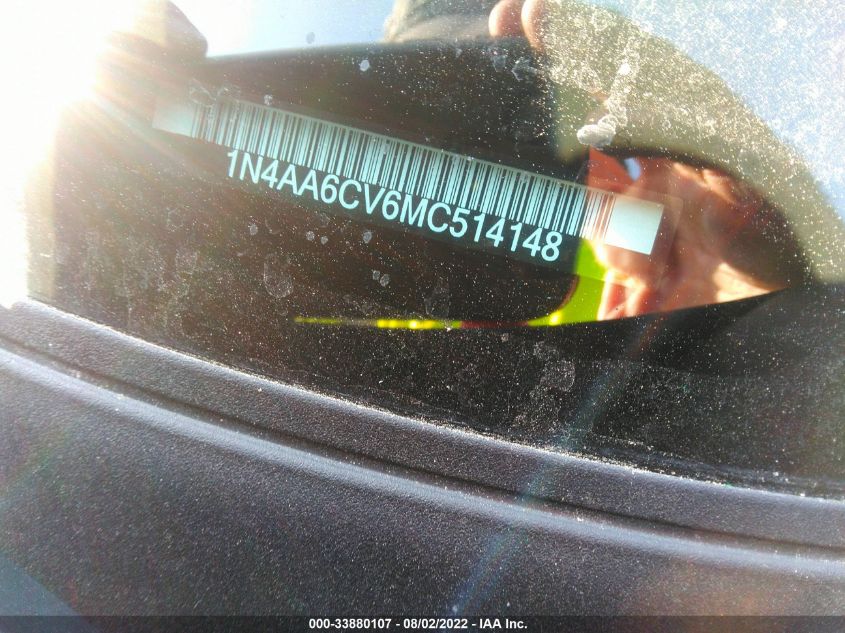 1N4AA6CV6MC514148
000-33880107 - 08/02/2022 - IAA Inc.